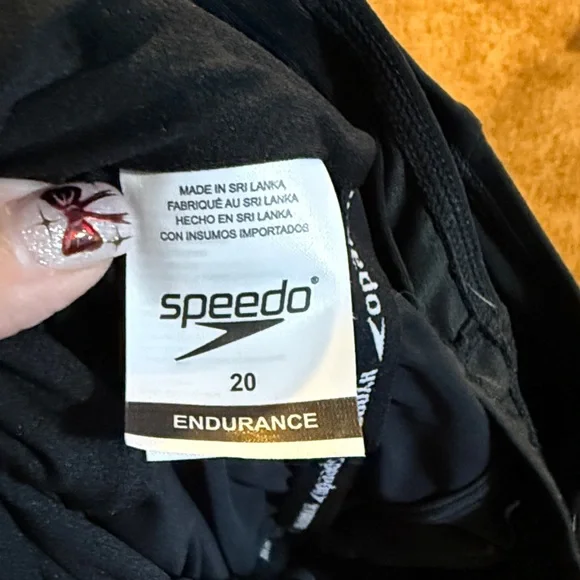 MADE IN SRI LANKA
FABRIQUÉ AU SRI LANKA
HECHO EN SRI LANKA
CON INSUMOS IMPORTADOS
speedo®
20
ENDURANCE